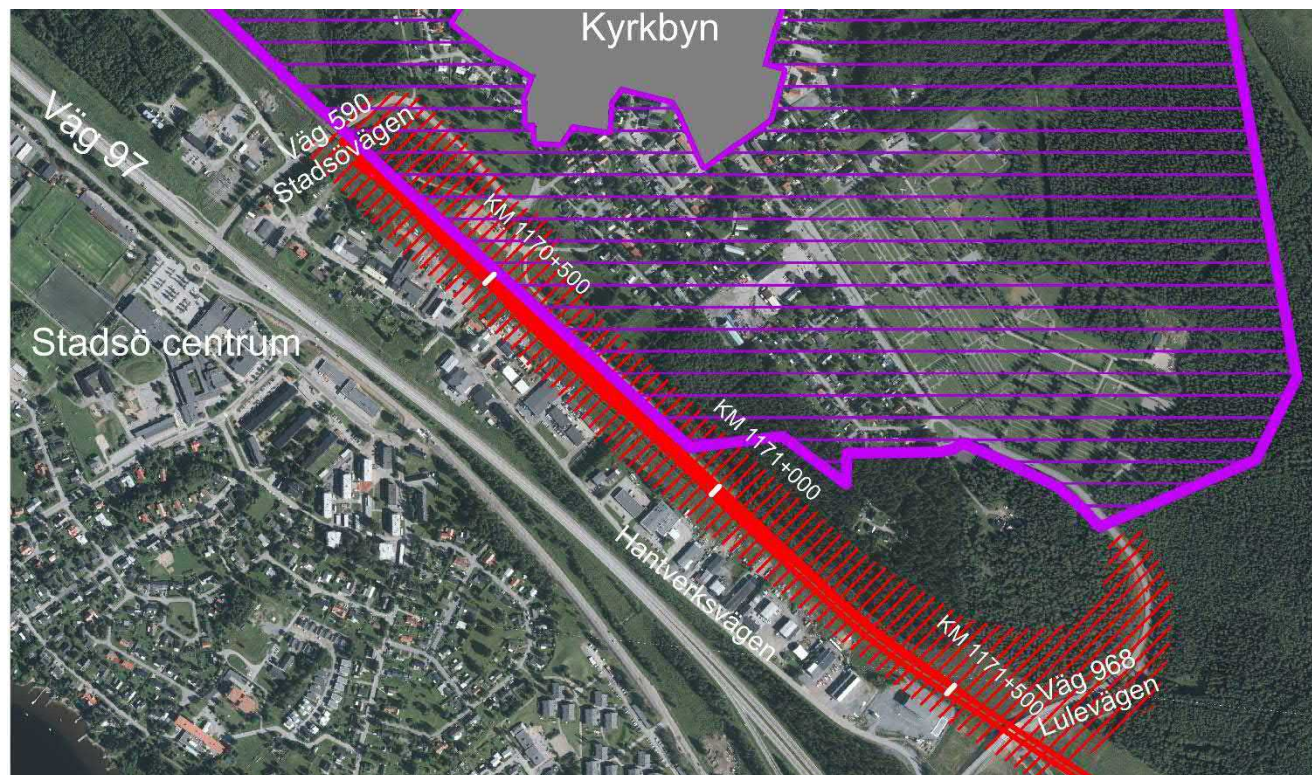 Kyrkbyn
Väg 97
Väg 590
Stadsövägen
KM 1170+500
Stadsö centrum
KM 1171+000
Hantverksvägen
KM 1171+500
Väg 968
Lulevägen